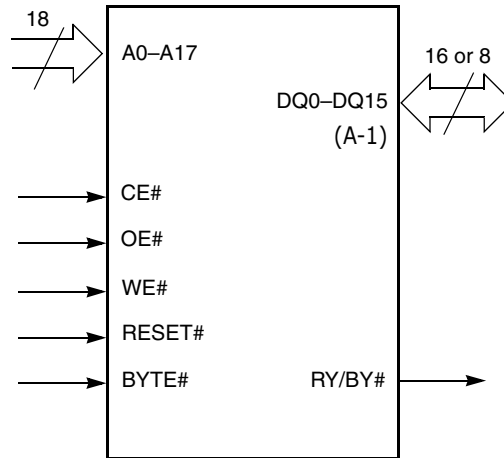 18
A0–A17
16 or 8
DQ0–DQ15
(A-1)
CE#
OE#
WE#
RESET#
BYTE#
RY/BY#